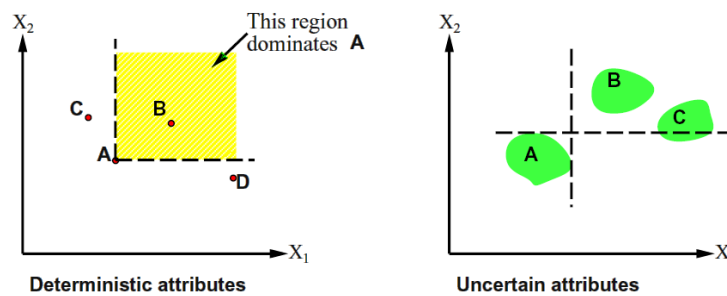 X2
This region
dominates A
C
B
A
D
X1
Deterministic attributes
X2
B
C
A
X
Uncertain attributes